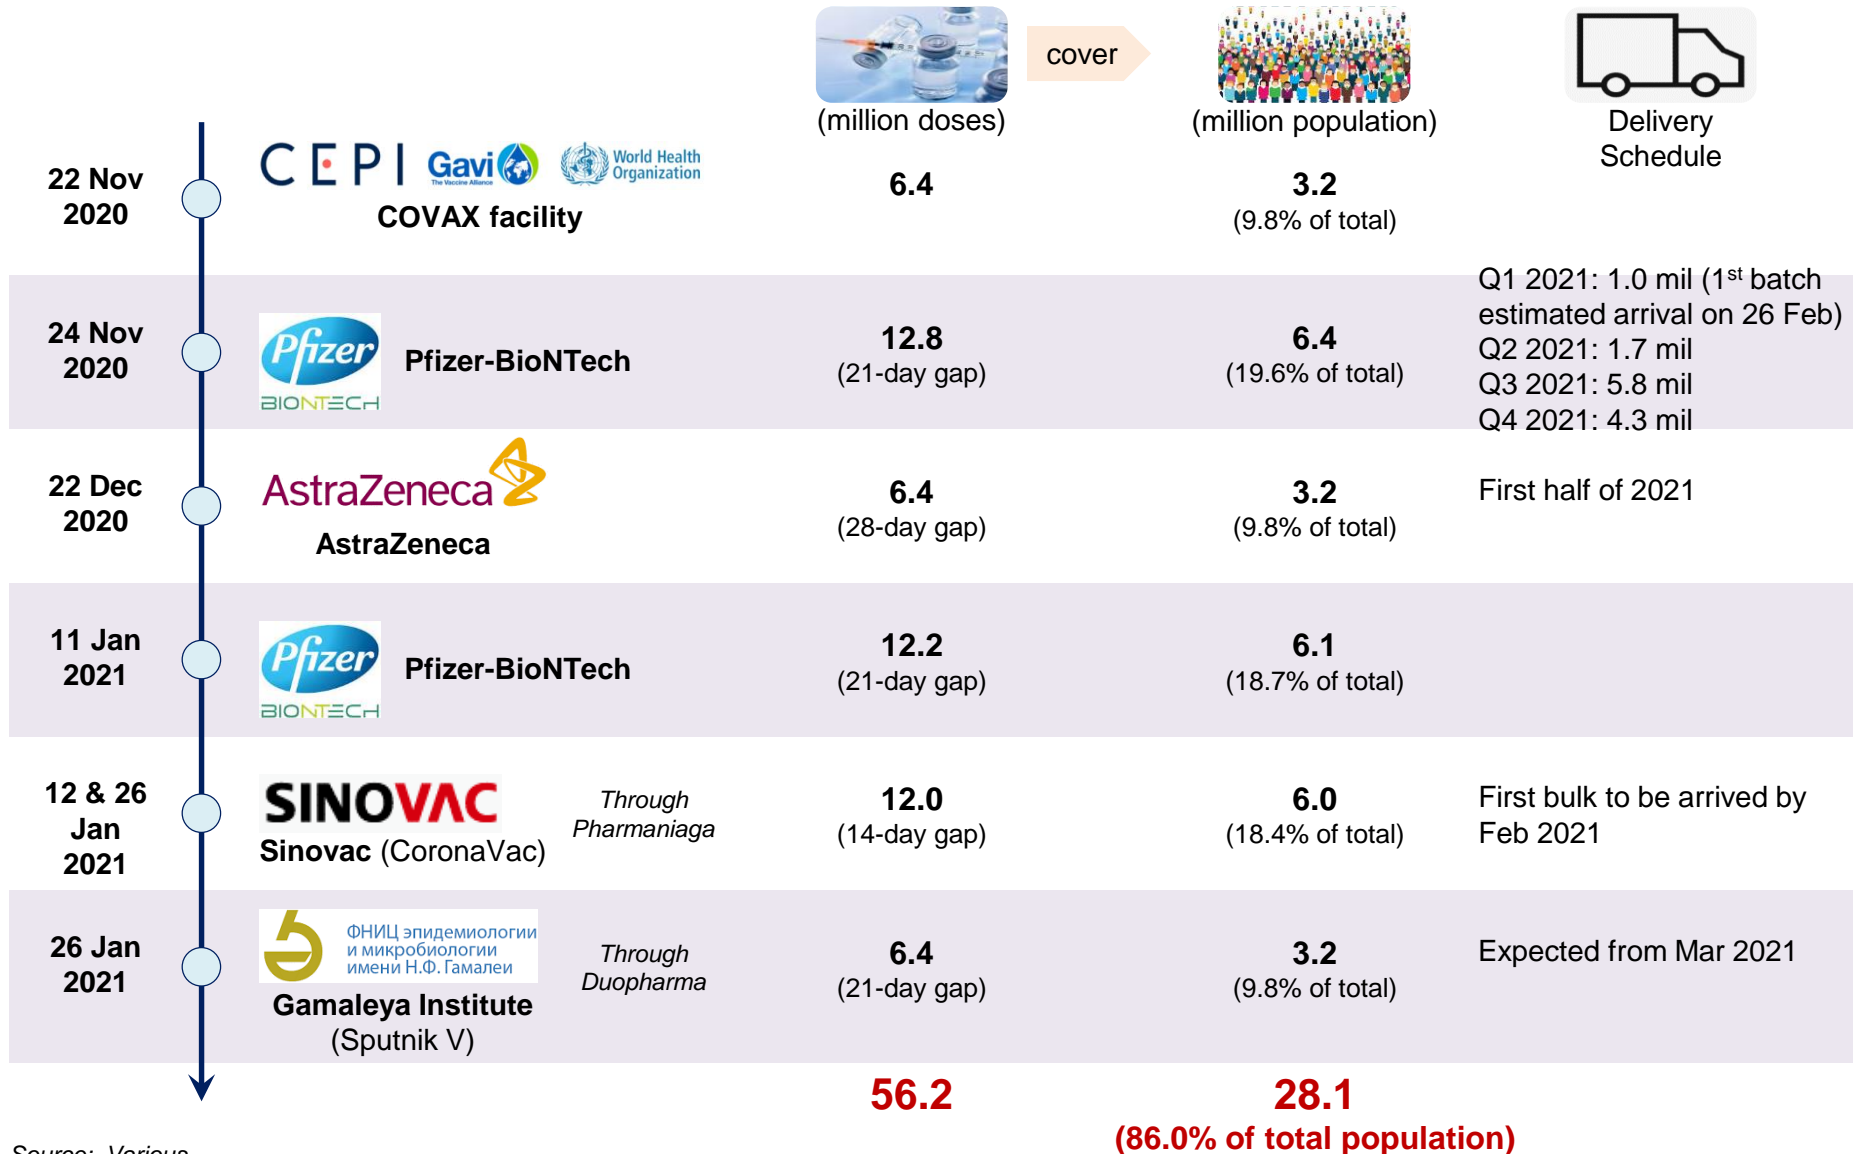 cover
(million doses)
(million population)
Delivery
Schedule
22 Nov
2020
CEPI
Gavi
The Vaccine Alliance
World Health
Organization
COVAX facility
6.4
3.2
(9.8% of total)
24 Nov
2020
Pfizer
BIONTECH
Pfizer-BioNTech
12.8
(21-day gap)
6.4
(19.6% of total)
Q1 2021: 1.0 mil (1st batch
estimated arrival on 26 Feb)
Q2 2021: 1.7 mil
Q3 2021: 5.8 mil
Q4 2021: 4.3 mil
22 Dec
2020
AstraZeneca
AstraZeneca
6.4
(28-day gap)
3.2
(9.8% of total)
First half of 2021
11 Jan
2021
Pfizer
BIONTECH
Pfizer-BioNTech
12.2
(21-day gap)
6.1
(18.7% of total)
12 & 26
Jan
2021
SINOVAC
Sinovac (CoronaVac)
Through
Pharmaniaga
12.0
(14-day gap)
6.0
(18.4% of total)
First bulk to be arrived by
Feb 2021
26 Jan
2021
ФНИЦ эпидемиологии
и микробиологии
имени Н.Ф. Гамалеи
Gamaleya Institute
(Sputnik V)
Through
Duopharma
6.4
(21-day gap)
3.2
(9.8% of total)
Expected from Mar 2021
56.2
28.1
(86.0% of total population)
Source: Various